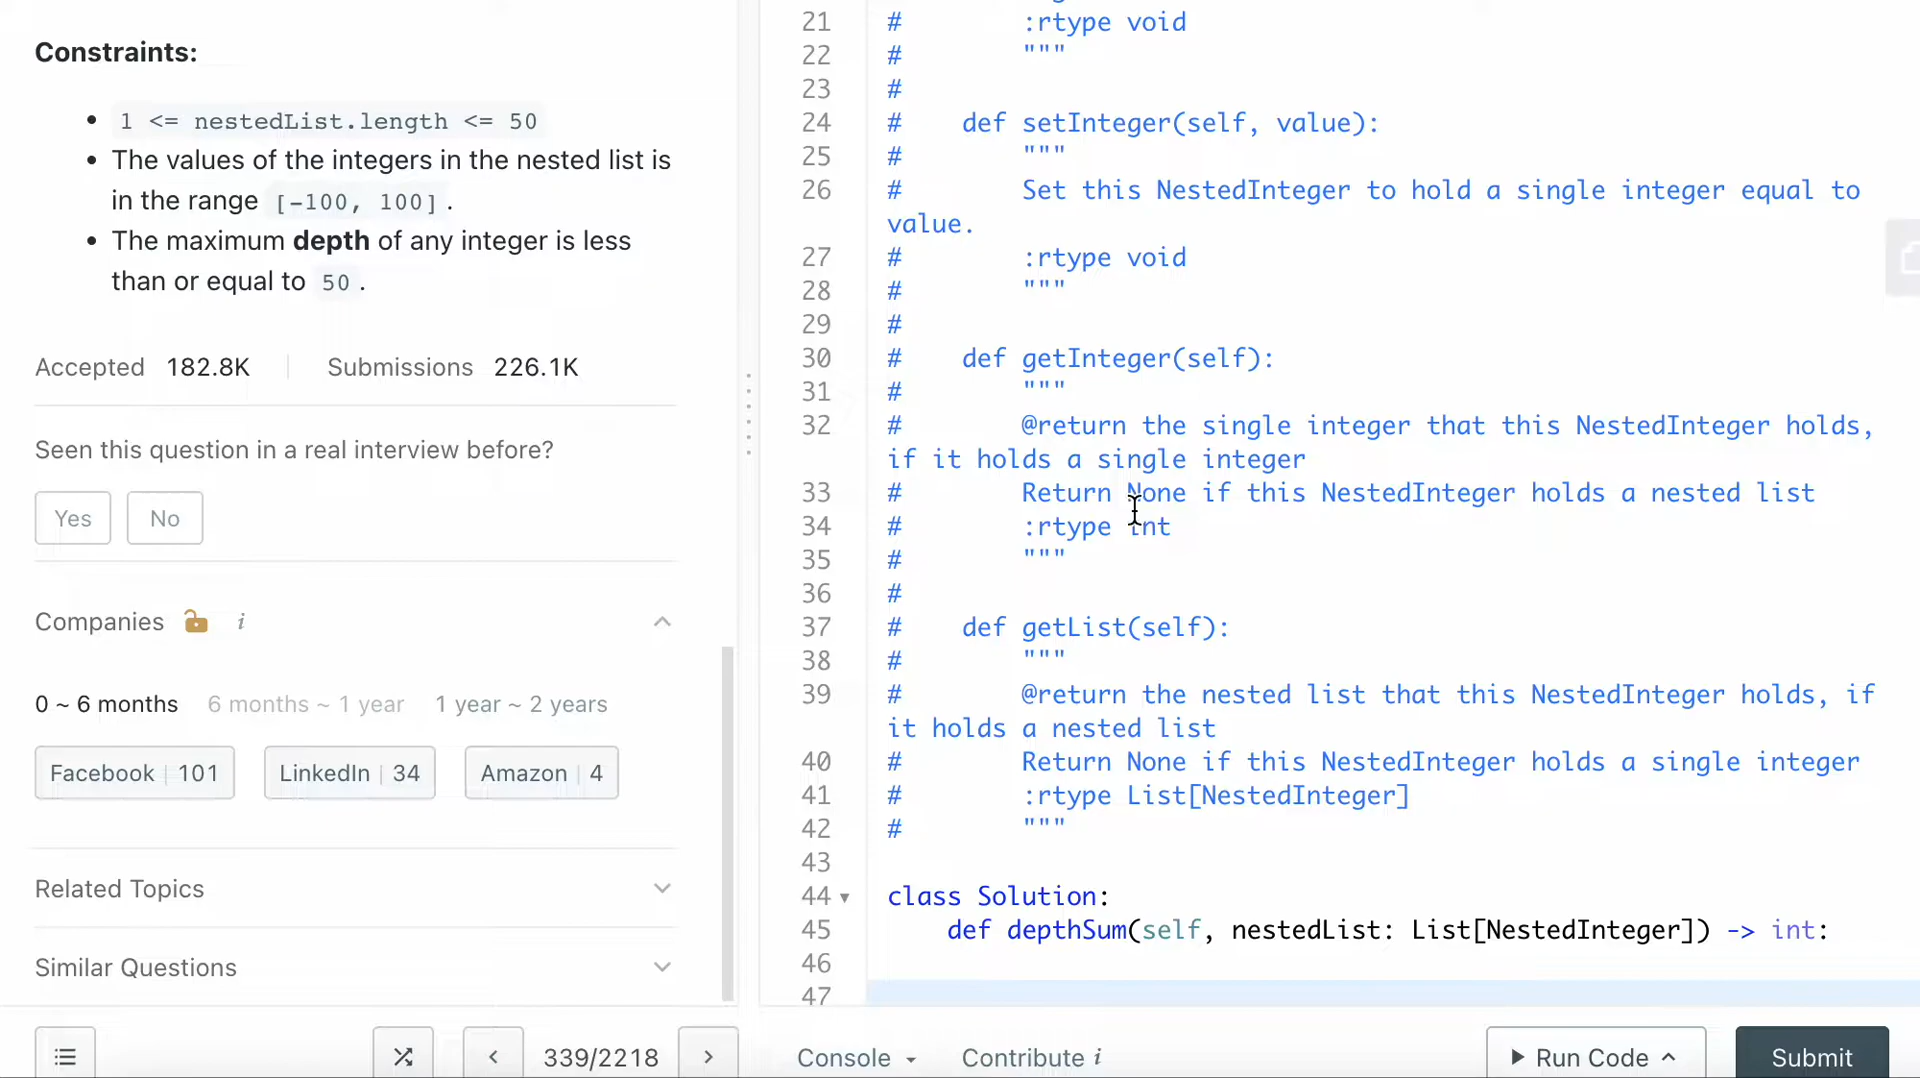 Constraints:
1 <= nestedList.length <= 50
The values of the integers in the nested list is
in the range [-100, 100].
The maximum depth of any integer is less
than or equal to 50.
Accepted 182.8K Submissions 226.1K
Seen this question in a real interview before?
Yes No
Companies i
0 ~ 6 months 6 months ~ 1 year 1 year ~ 2 years
Facebook | 101 LinkedIn | 34 Amazon | 4
Related Topics
Similar Questions
339/2218
21 # :rtype void
22 # """
23 #
24 # def setInteger(self, value):
25 # """
26 # Set this NestedInteger to hold a single integer equal to
value.
27 # :rtype void
28 # """
29 #
30 # def getInteger(self):
31 # """
32 # @return the single integer that this NestedInteger holds,
if it holds a single integer
33 # Return None if this NestedInteger holds a nested list
34 # :rtype int
35 # """
36 #
37 # def getList(self):
38 # """
39 # @return the nested list that this NestedInteger holds, if
it holds a nested list
40 # Return None if this NestedInteger holds a single integer
41 # :rtype List[NestedInteger]
42 # """
43
44 class Solution:
45 def depthSum(self, nestedList: List[NestedInteger]) -> int:
46
47
Console Contribute i Run Code Submit